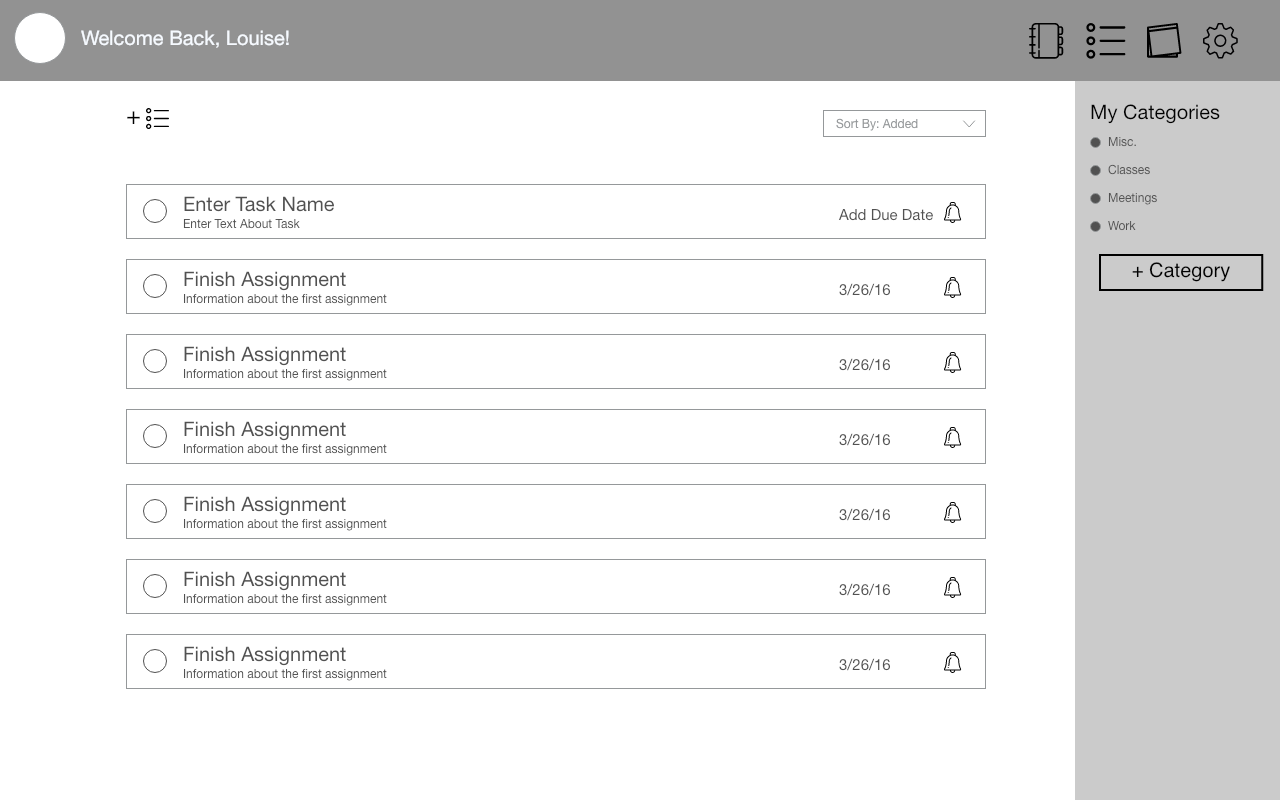 Welcome Back, Louise!
+
Sort By: Added
Enter Task Name
Enter Text About Task
Add Due Date
Finish Assignment
Information about the first assignment
3/26/16
Finish Assignment
Information about the first assignment
3/26/16
Finish Assignment
Information about the first assignment
3/26/16
Finish Assignment
Information about the first assignment
3/26/16
Finish Assignment
Information about the first assignment
3/26/16
Finish Assignment
Information about the first assignment
3/26/16
My Categories
Misc.
Classes
Meetings
Work
+ Category